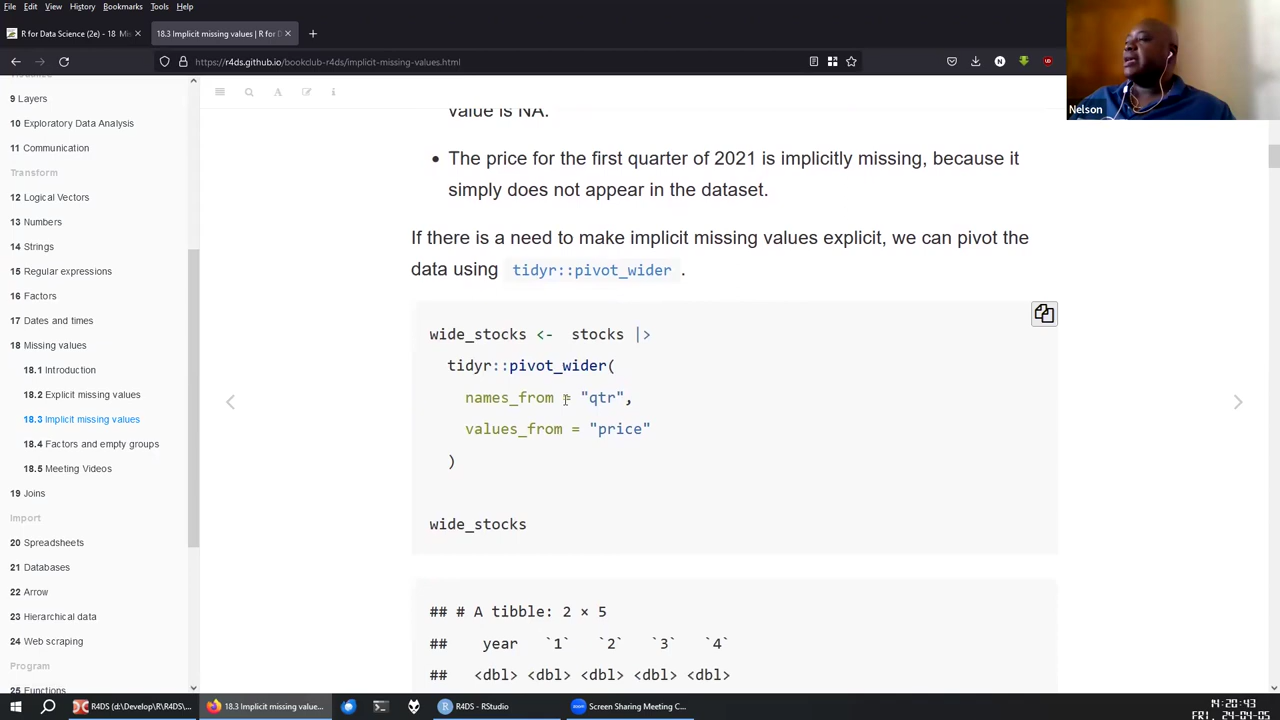 File Edit View History Bookmarks Tools Help
R for Data Science (2e) - 18 Mi
18.3 Implicit missing values | R for D
https://r4ds.github.io/bookclub-r4ds/implicit-missing-values.html
Nelson
9 Layers
10 Exploratory Data Analysis
11 Communication
Transform
12 Logical Vectors
13 Numbers
14 Strings
15 Regular expressions
16 Factors
17 Dates and times
18 Missing values
18.1 Introduction
18.2 Explicit missing values
18.3 Implicit missing values
18.4 Factors and empty groups
18.5 Meeting Videos
19 Joins
Import
20 Spreadsheets
21 Databases
22 Arrow
23 Hierarchical data
24 Web scraping
Program
25 Functions
value is NA.
• The price for the first quarter of 2021 is implicitly missing, because it
simply does not appear in the dataset.
If there is a need to make implicit missing values explicit, we can pivot the
data using tidyr::pivot_wider .
wide_stocks <- stocks |>
tidyr::pivot_wider(
names_from = "qtr",
values_from = "price"
)
wide_stocks
## # A tibble: 2 × 5
## year `1` `2` `3` `4`
## <dbl> <dbl> <dbl> <dbl> <dbl>
R4DS (d:\Develop\R\R4DS\...
18.3 Implicit missing value...
R4DS - RStudio
Screen Sharing Meeting C...
14:20:43
FRI, 24-04-05